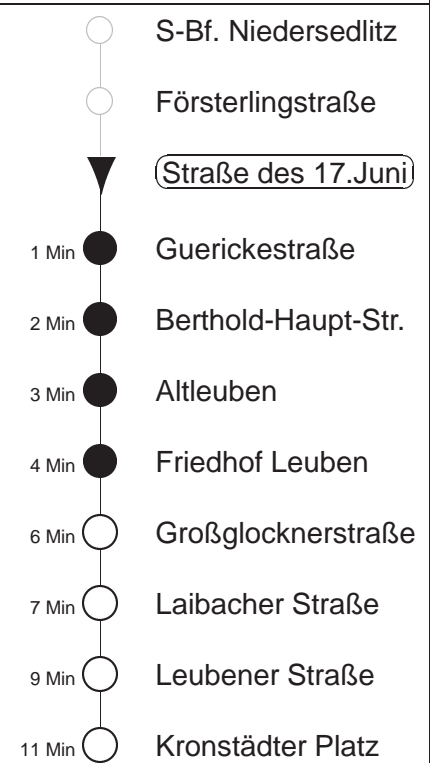 S-Bf. Niedersedlitz
Försterlingstraße
Straße des 17.Juni
1 Min Guerickestraße
2 Min Berthold-Haupt-Str.
3 Min Altleuben
4 Min Friedhof Leuben
6 Min Großglocknerstraße
7 Min Laibacher Straße
9 Min Leubener Straße
11 Min Kronstädter Platz